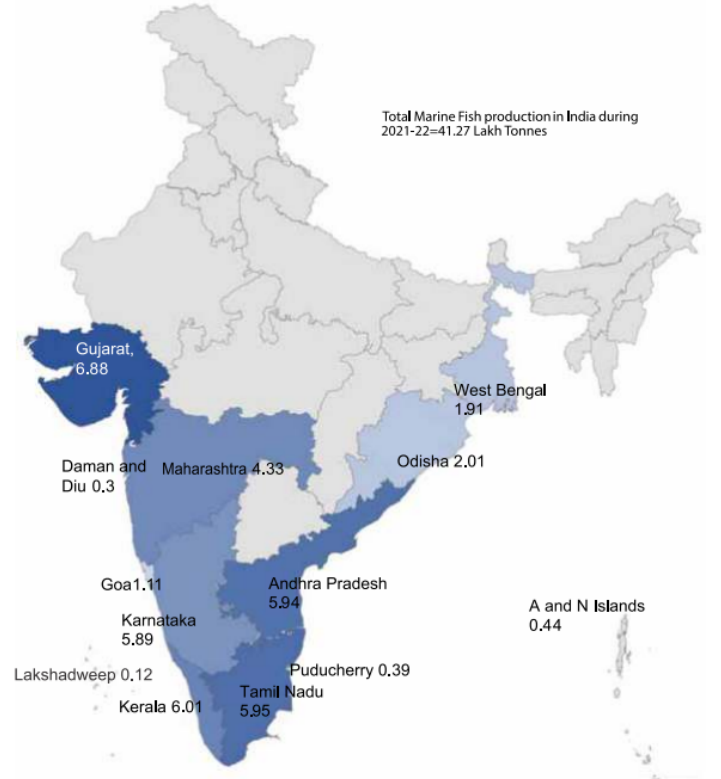 Total Marine Fish production in India during
2021-22=41.27 Lakh Tonnes
Gujarat,
6.88
West Bengal
1.91
Daman and
Diu 0.3
Maharashtra 4.33
Odisha 2.01
Goa1.11
Andhra Pradesh
5.94
Karnataka
5.89
A and N Islands
0.44
Lakshadweep 0.12
Puducherry 0.39
Kerala 6.01
Tamil Nadu
5.95